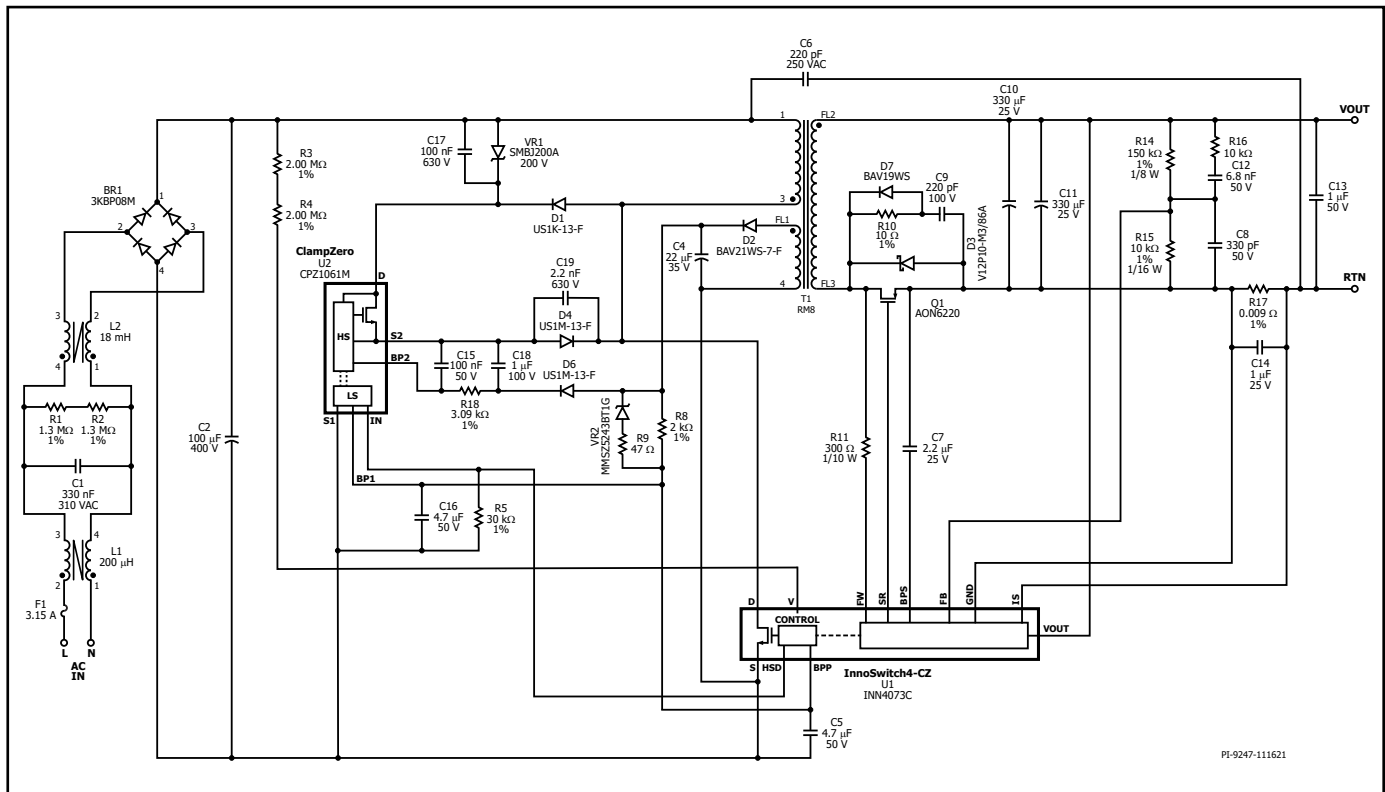 C6
220 pF
250 VAC
C10
330 µF
25 V
VOUT
1
FL2
C17
100 nF
630 V
VR1
SMBJ200A
200 V
R3
2.00 MΩ
1%
R14
150 kΩ
1%
1/8 W
R16
10 kΩ
C12
6.8 nF
50 V
D7
BAV19WS
C9
220 pF
100 V
BR1
3KBP08M
1
2
3
4
R4
2.00 MΩ
1%
C11
330 µF
25 V
C13
1 µF
50 V
3
FL1
D1
US1K-13-F
D2
BAV21WS-7-F
R10
10 Ω
1%
D3
V12P10-M3/86A
C4
22 µF
35 V
R15
10 kΩ
1%
1/16 W
C8
330 pF
50 V
ClampZero
U2
CPZ1061M
D
C19
2.2 nF
630 V
4
FL3
T1
RM8
Q1
AON6220
RTN
R17
0.009 Ω
1%
3
2
L2
18 mH
4
1
HS
S2
D4
US1M-13-F
BP2
C15
100 nF
50 V
C18
1 µF
100 V
D6
US1M-13-F
C14
1 µF
25 V
LS
S1
IN
R18
3.09 kΩ
1%
R1
1.3 MΩ
1%
R2
1.3 MΩ
1%
C2
100 µF
400 V
VR2
MMSZ5243BT1G
R9
47 Ω
R8
2 kΩ
1%
R11
300 Ω
1/10 W
C7
2.2 µF
25 V
C1
330 nF
310 VAC
BP1
C16
4.7 µF
50 V
R5
30 kΩ
1%
3
4
L1
200 µH
2
1
F1
3.15 A
L
N
AC
IN
D
V
FW
SR
BPS
FB
GND
IS
CONTROL
VOUT
S
HSD
BPP
InnoSwitch4-CZ
U1
INN4073C
C5
4.7 µF
50 V
PI-9247-111621